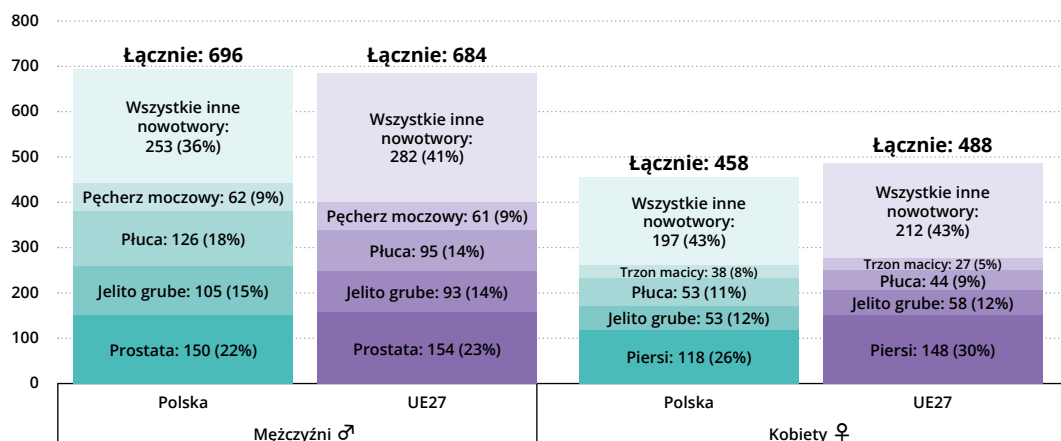 800
700
600
500
400
300
200
100
0
Łącznie: 696
Wszystkie inne
nowotwory:
253 (36%)
Pęcherz moczowy: 62 (9%)
Płuca: 126 (18%)
Jelito grube: 105 (15%)
Prostata: 150 (22%)
Łącznie: 684
Wszystkie inne
nowotwory:
282 (41%)
Pęcherz moczowy: 61 (9%)
Płuca: 95 (14%)
Jelito grube: 93 (14%)
Prostata: 154 (23%)
Łącznie: 458
Wszystkie inne
nowotwory:
197 (43%)
Trzon macicy: 38 (8%)
Płuca: 53 (11%)
Jelito grube: 53 (12%)
Piersi: 118 (26%)
Łącznie: 488
Wszystkie inne
nowotwory:
212 (43%)
Trzon macicy: 27 (5%)
Płuca: 44 (9%)
Jelito grube: 58 (12%)
Piersi: 148 (30%)
Polska
UE27
Polska
UE27
Mężczyźni ♂
Kobiety ♀